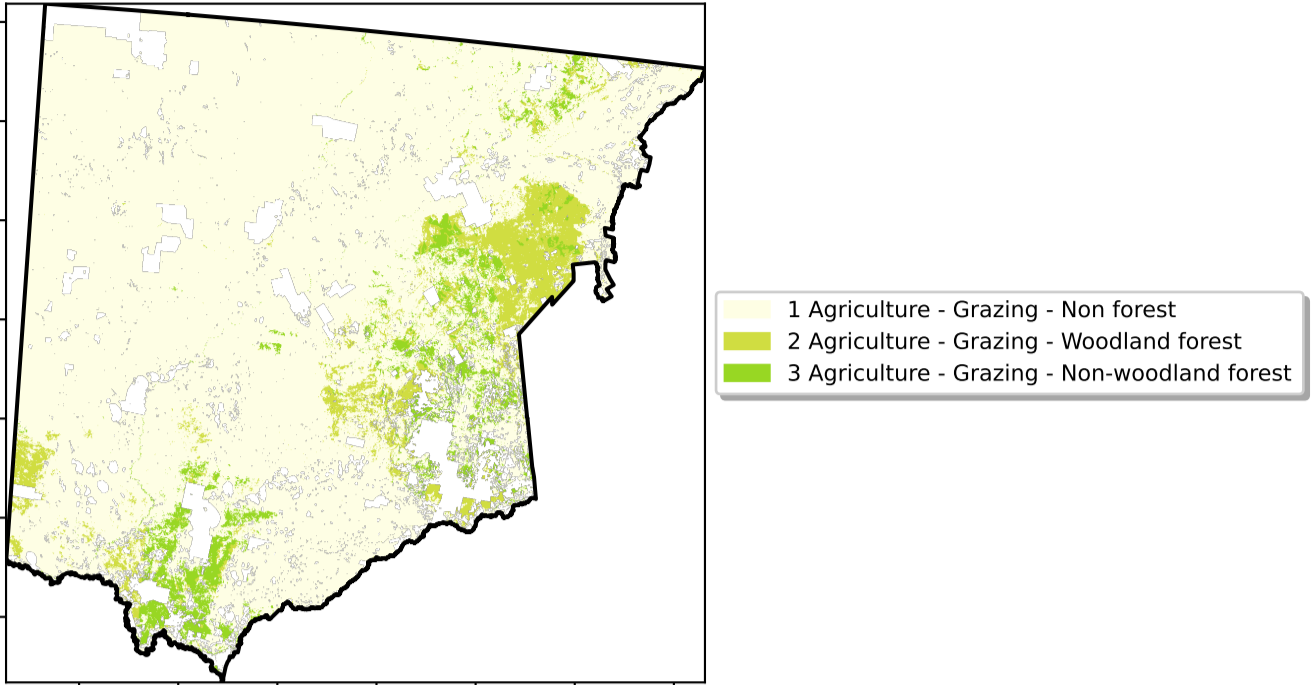 1 Agriculture - Grazing - Non forest
2 Agriculture - Grazing - Woodland forest
3 Agriculture - Grazing - Non-woodland forest